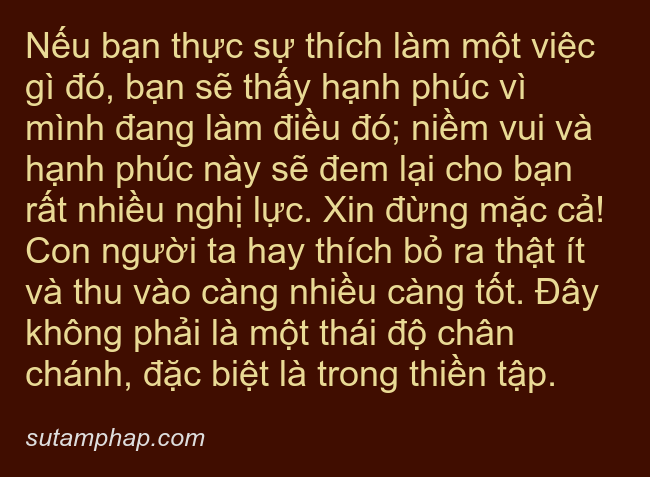 Nếu bạn thực sự thích làm một việc
gì đó, bạn sẽ thấy hạnh phúc vì
mình đang làm điều đó; niềm vui và
hạnh phúc này sẽ đem lại cho bạn
rất nhiều nghị lực. Xin đừng mặc cả!
Con người ta hay thích bỏ ra thật ít
và thu vào càng nhiều càng tốt. Đây
không phải là một thái độ chân
chánh, đặc biệt là trong thiền tập.
sutamphap.com